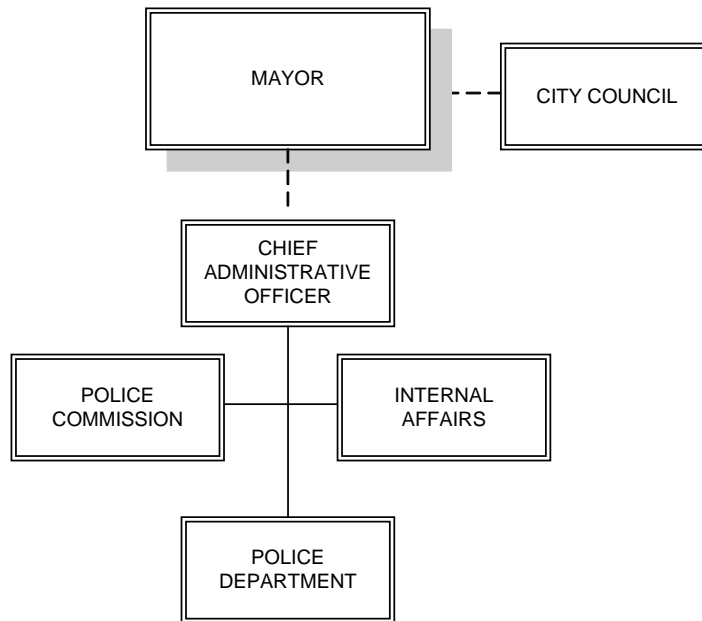 MAYOR
CITY COUNCIL
CHIEF
ADMINISTRATIVE
OFFICER
POLICE
COMMISSION
INTERNAL
AFFAIRS
POLICE
DEPARTMENT